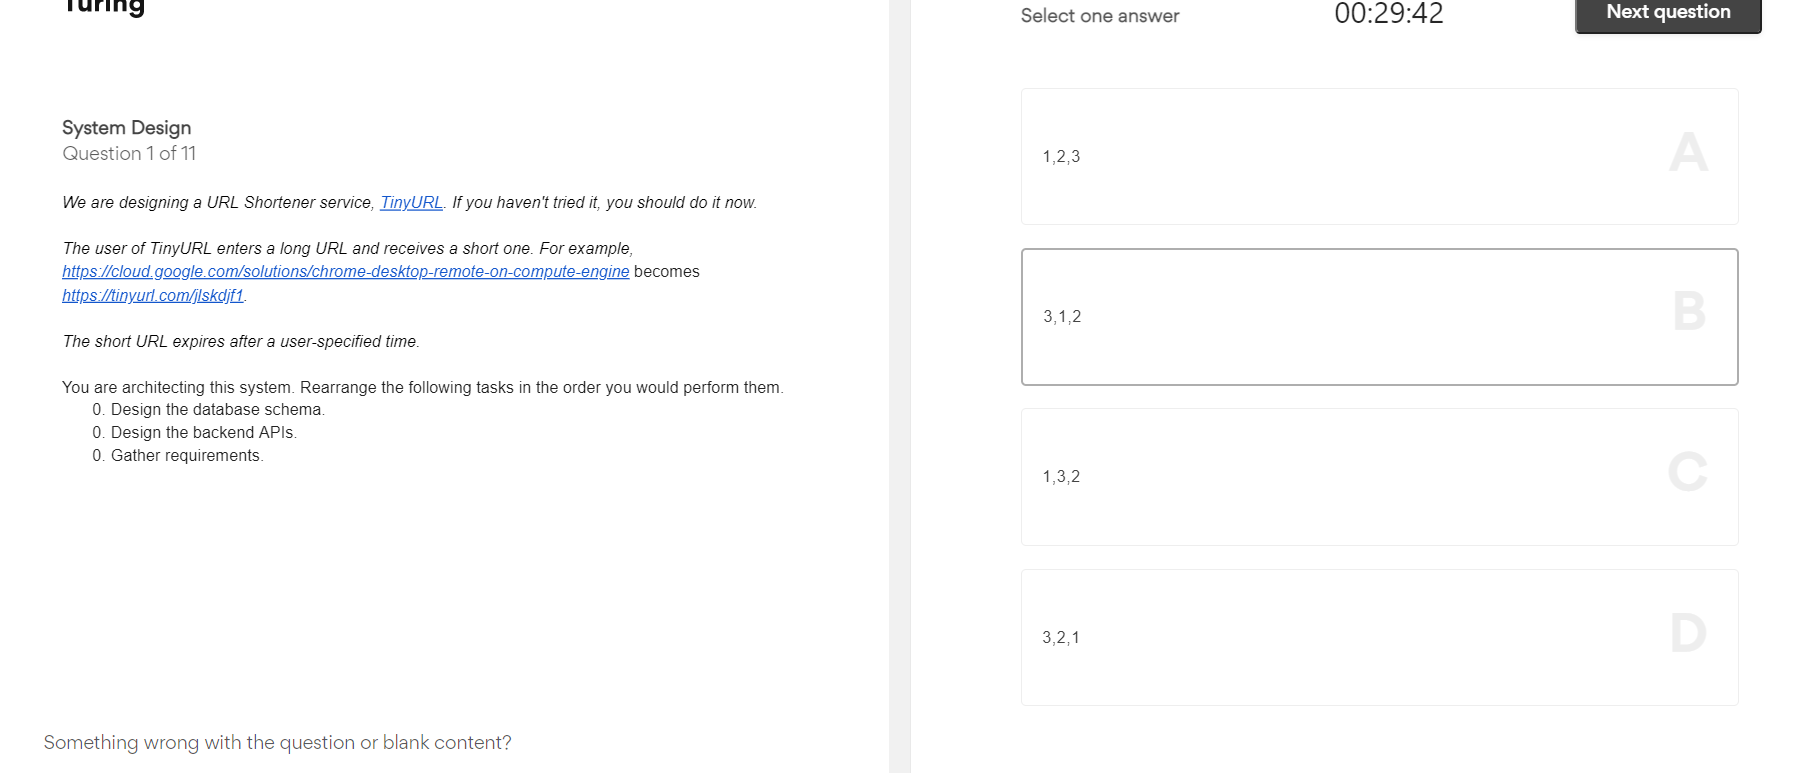 Turing
System Design
Question 1 of 11
We are designing a URL Shortener service, TinyURL. If you haven't tried it, you should do it now.
The user of TinyURL enters a long URL and receives a short one. For example,
https://cloud.google.com/solutions/chrome-desktop-remote-on-compute-engine becomes
https://tinyurl.com/jlskdjf1.
The short URL expires after a user-specified time.
You are architecting this system. Rearrange the following tasks in the order you would perform them.
0. Design the database schema.
0. Design the backend APIs.
0. Gather requirements.
Something wrong with the question or blank content?
Select one answer
00:29:42
Next question
1,2,3
A
3,1,2
B
1,3,2
C
3,2,1
D